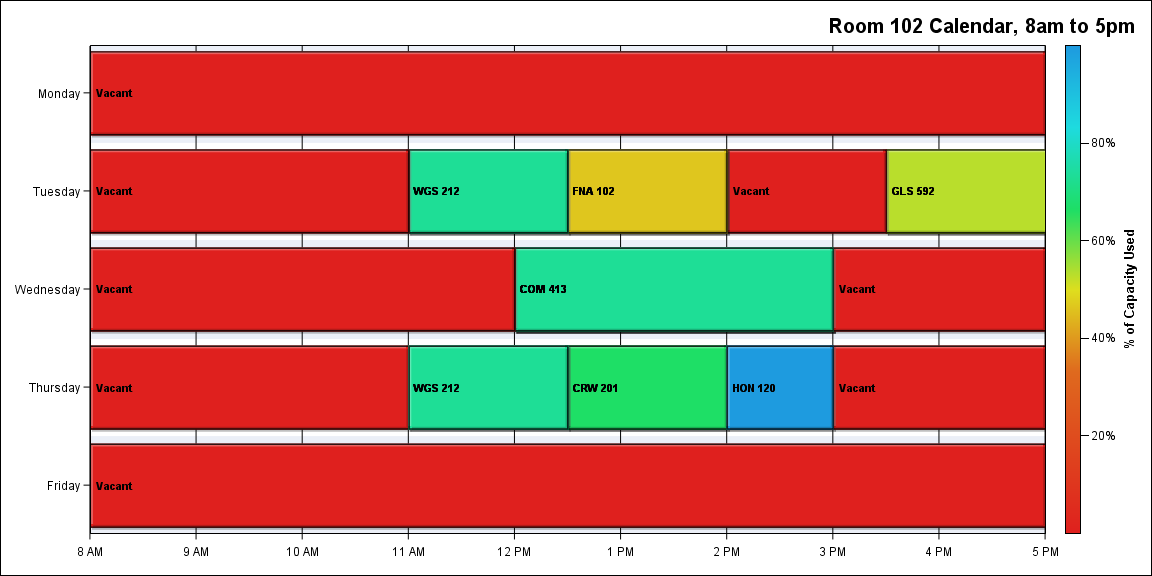 Room 102 Calendar, 8am to 5pm
Monday
Vacant
Tuesday
Vacant
WGS 212
FNA 102
Vacant
GLS 592
Wednesday
Vacant
COM 413
Vacant
Thursday
Vacant
WGS 212
CRW 201
HON 120
Vacant
Friday
Vacant
8 AM
9 AM
10 AM
11 AM
12 PM
1 PM
2 PM
3 PM
4 PM
5 PM
80%
60%
40%
20%
% of Capacity Used